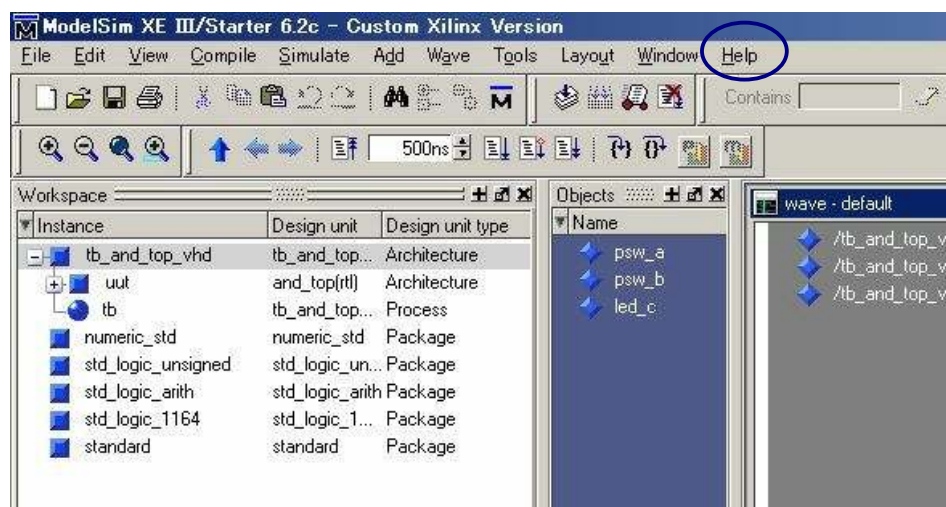 ModelSim XE III/Starter 6.2c - Custom Xilinx Version
File Edit View Compile Simulate Add Wave Tools Layout Window Help
Contains
500ns
Workspace
Instance Design unit Design unit type
tb_and_top_vhd tb_and_top... Architecture
uut and_top(rtl) Architecture
tb tb_and_top... Process
numeric_std numeric_std Package
std_logic_unsigned std_logic_un... Package
std_logic_arith std_logic_arith Package
std_logic_1164 std_logic_1... Package
standard standard Package
Objects
Name
psw_a
psw_b
led_c
wave - default
/tb_and_top_v
/tb_and_top_v
/tb_and_top_v